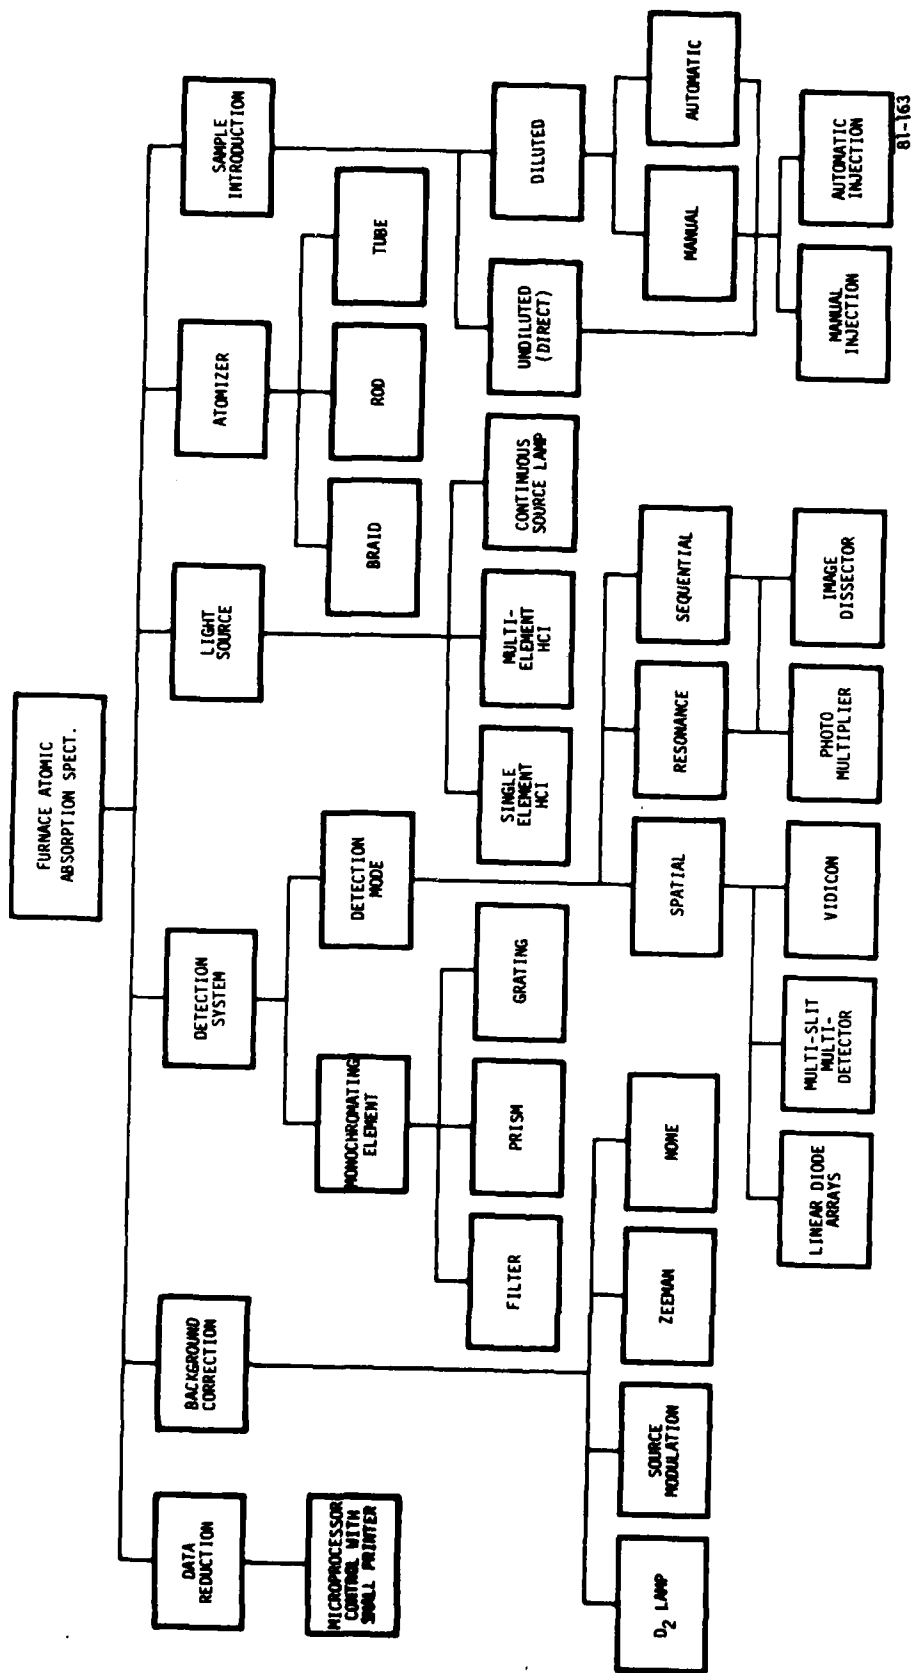 FURNACE ATOMIC
ABSORPTION SPECT.
DATA
REDUCTION
BACKGROUND
CORRECTION
DETECTION
SYSTEM
LIGHT
SOURCE
ATOMIZER
SAMPLE
INTRODUCTION
MICROPROCESSOR
CONTROL WITH
SMALL PRINTER
MONOCHROMATING
ELEMENT
DETECTION
MODE
BRAID
ROD
TUBE
FILTER
PRISM
GRATING
SINGLE
ELEMENT
HCI
MULTI-
ELEMENT
HCI
CONTINUOUS
SOURCE LAMP
UNDILUTED
(DIRECT)
DILUTED
D2 LAMP
SOURCE
MODULATION
ZEEMAN
NONE
SPATIAL
RESONANCE
SEQUENTIAL
MANUAL
AUTOMATIC
LINEAR DIODE
ARRAYS
MULTI-SLIT
MULTI-
DETECTOR
VIDICON
PHOTO
MULTIPLIER
IMAGE
DISSECTOR
MANUAL
INJECTION
AUTOMATIC
INJECTION
81-163